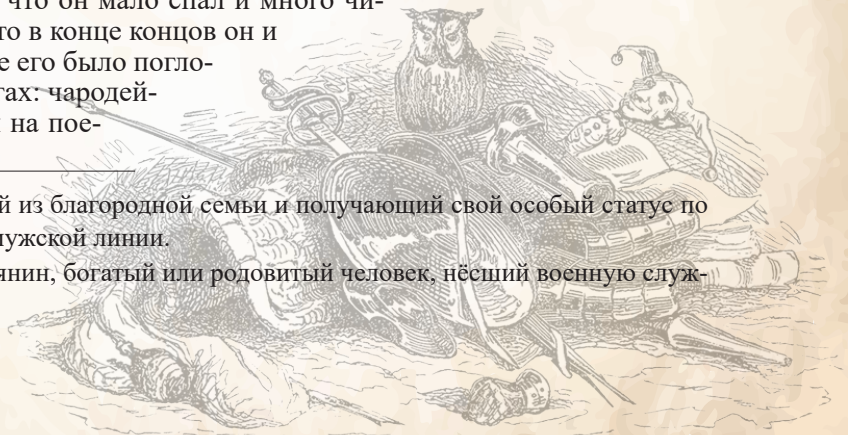 что он мало спал и много чи-
то в конце концов он и
е его было погло-
гах: чародей-
на пое-
й из благородной семьи и получающий свой особый статус по
мужской линии.
янин, богатый или родовитый человек, нёсший военную служ-